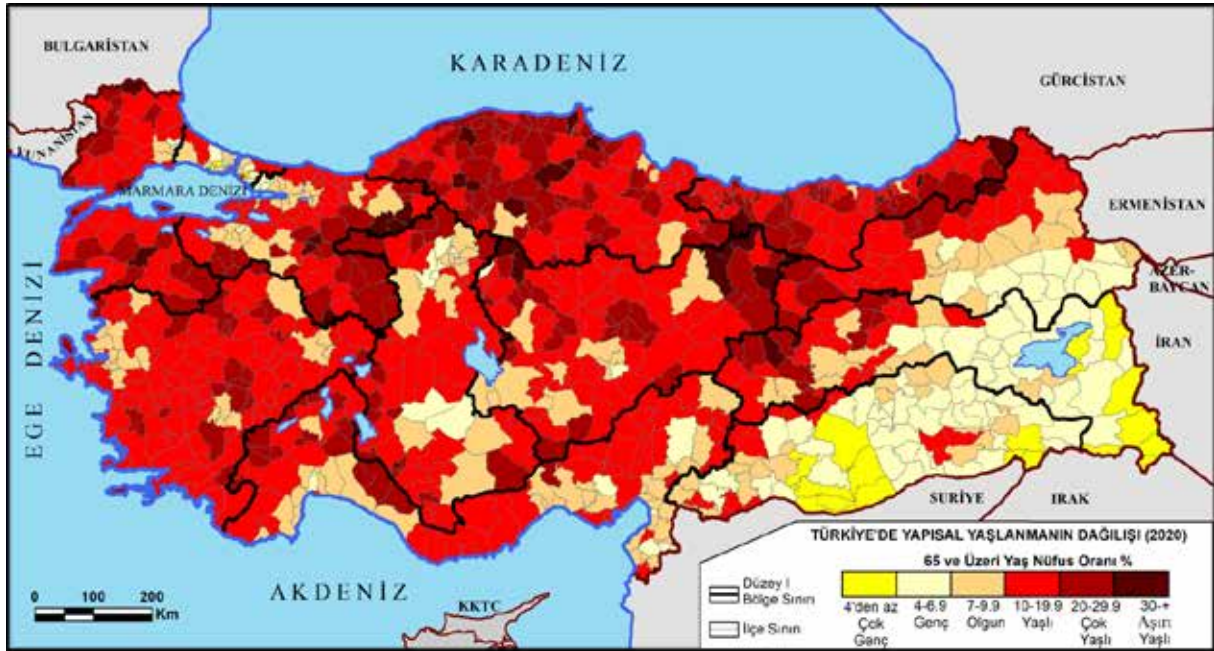 BULGARİSTAN
KARADENİZ
GÜRCİSTAN
YUNANİSTAN
MARMARA DENİZİ
ERMENİSTAN
AZER-
BAYCAN
EGE DENİZİ
İRAN
SURİYE
IRAK
AKDENİZ
KKTC
0 100 200
Km
TÜRKİYE'DE YAPISAL YAŞLANMANIN DAĞILIŞI (2020)
65 ve Üzeri Yaş Nüfus Oranı %
Düzey I
Bölge Sınırı
İlçe Sınırı
4'den az
Çok
Genç
4-6.9
Genç
7-9.9
Olgun
10-19.9
Yaşlı
20-29.9
Çok
Yaşlı
30-+
Aşırı
Yaşlı